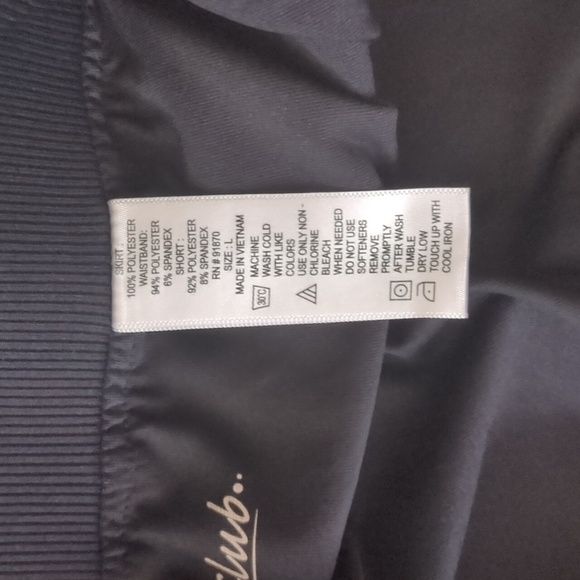 SKIRT :
100% POLYESTER
WAISTBAND:
94% POLYESTER
6% SPANDEX
SHORT :
92% POLYESTER
8% SPANDEX
RN # 91870
SIZE : L
MADE IN VIETNAM
MACHINE
WASH COLD
WITH LIKE
COLORS
USE ONLY NON -
CHLORINE
BLEACH
WHEN NEEDED
DO NOT USE
SOFTENERS
REMOVE
PROMPTLY
AFTER WASH
TUMBLE
DRY LOW
TOUCH UP WITH
COOL IRON
30°C
lub..